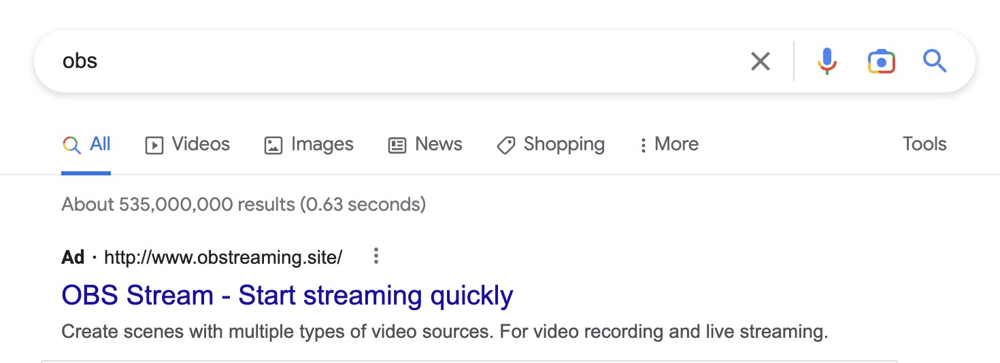 obs
All Videos Images News Shopping More Tools
About 535,000,000 results (0.63 seconds)
Ad · http://www.obstreaming.site/
OBS Stream - Start streaming quickly
Create scenes with multiple types of video sources. For video recording and live streaming.